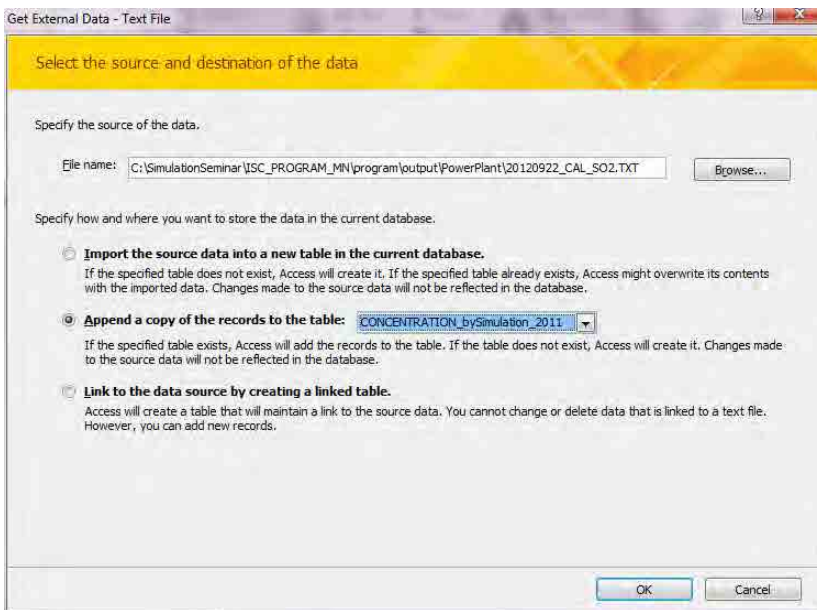 Get External Data - Text File
Select the source and destination of the data
Specify the source of the data.
File name: C:\SimulationSeminar\ISC_PROGRAM_MN\program\output\PowerPlant\20120922_CAL_SO2.TXT Browse...
Specify how and where you want to store the data in the current database.
Import the source data into a new table in the current database.
If the specified table does not exist, Access will create it. If the specified table already exists, Access might overwrite its contents
with the imported data. Changes made to the source data will not be reflected in the database.
Append a copy of the records to the table: CONCENTRATION_bySimulation_2011
If the specified table exists, Access will add the records to the table. If the table does not exist, Access will create it. Changes made
to the source data will not be reflected in the database.
Link to the data source by creating a linked table.
Access will create a table that will maintain a link to the source data. You cannot change or delete data that is linked to a text file.
However, you can add new records.
OK Cancel